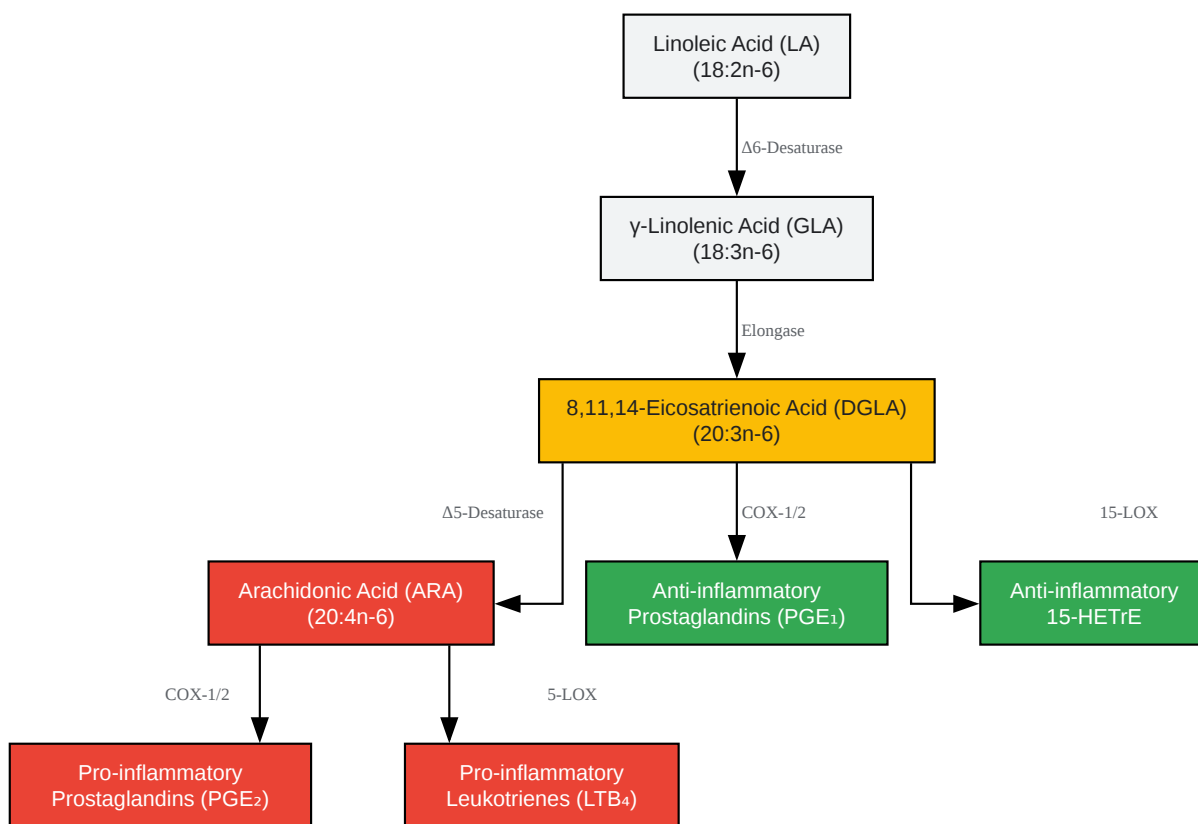 Linoleic Acid (LA)
(18:2n-6)
Δ6-Desaturase
γ-Linolenic Acid (GLA)
(18:3n-6)
Elongase
8,11,14-Eicosatrienoic Acid (DGLA)
(20:3n-6)
Δ5-Desaturase
COX-1/2
15-LOX
Arachidonic Acid (ARA)
(20:4n-6)
Anti-inflammatory
Prostaglandins (PGE₁)
Anti-inflammatory
15-HETrE
COX-1/2
5-LOX
Pro-inflammatory
Prostaglandins (PGE₂)
Pro-inflammatory
Leukotrienes (LTB₄)